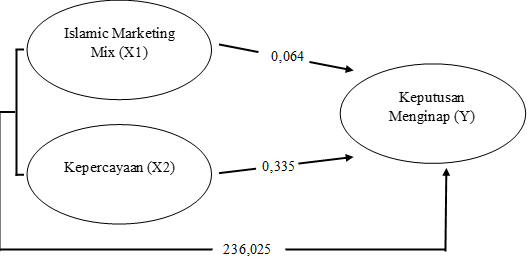 Islamic Marketing
Mix (X1)
0,064
Keputusan
Menginap (Y)
Kepercayaan (X2)
0,335
236,025